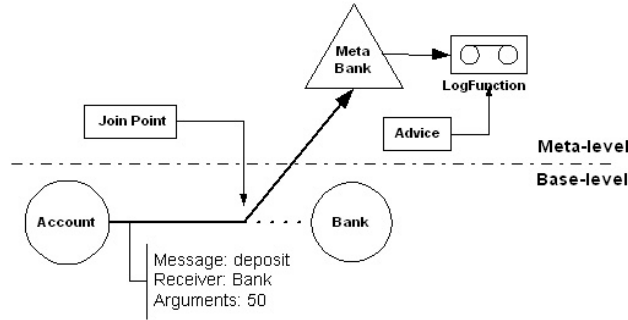 Meta
Bank
LogFunction
Join Point
Advice
Meta-level
Base-level
Account
Bank
Message: deposit
Receiver: Bank
Arguments: 50